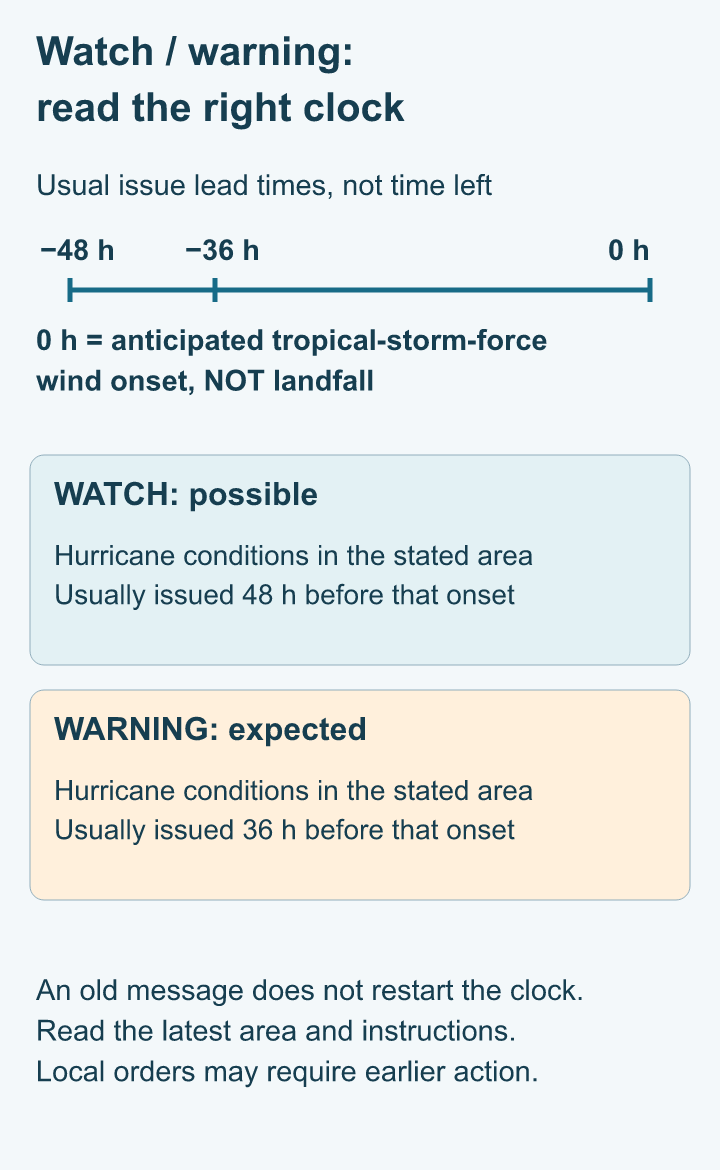 Watch / warning:
read the right clock
Usual issue lead times, not time left
−48 h −36 h 0 h
0 h = anticipated tropical-storm-force
wind onset, NOT landfall
WATCH: possible
Hurricane conditions in the stated area
Usually issued 48 h before that onset
WARNING: expected
Hurricane conditions in the stated area
Usually issued 36 h before that onset
An old message does not restart the clock.
Read the latest area and instructions.
Local orders may require earlier action.